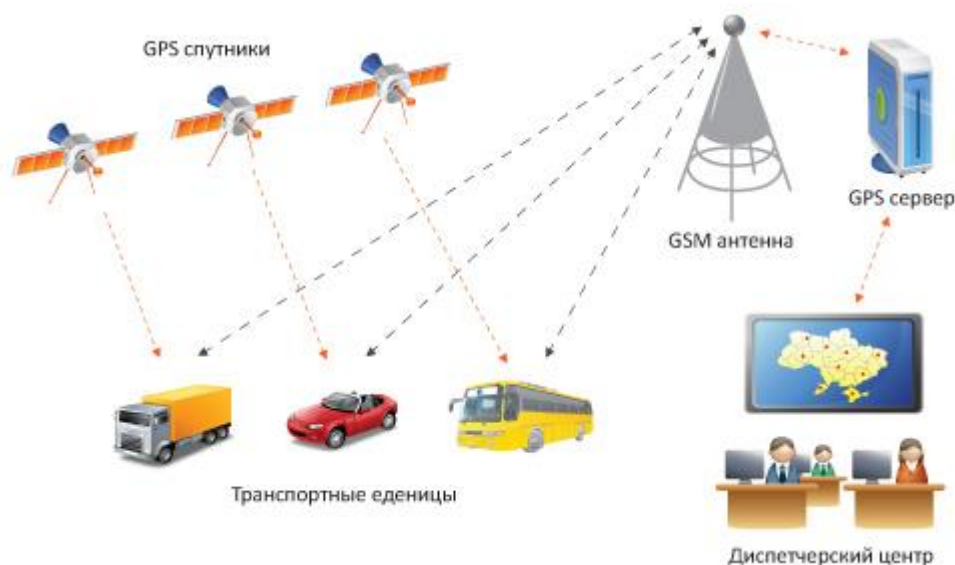 GPS спутники
GPS сервер
GSM антенна
Транспортные еденицы
Диспетчерский центр